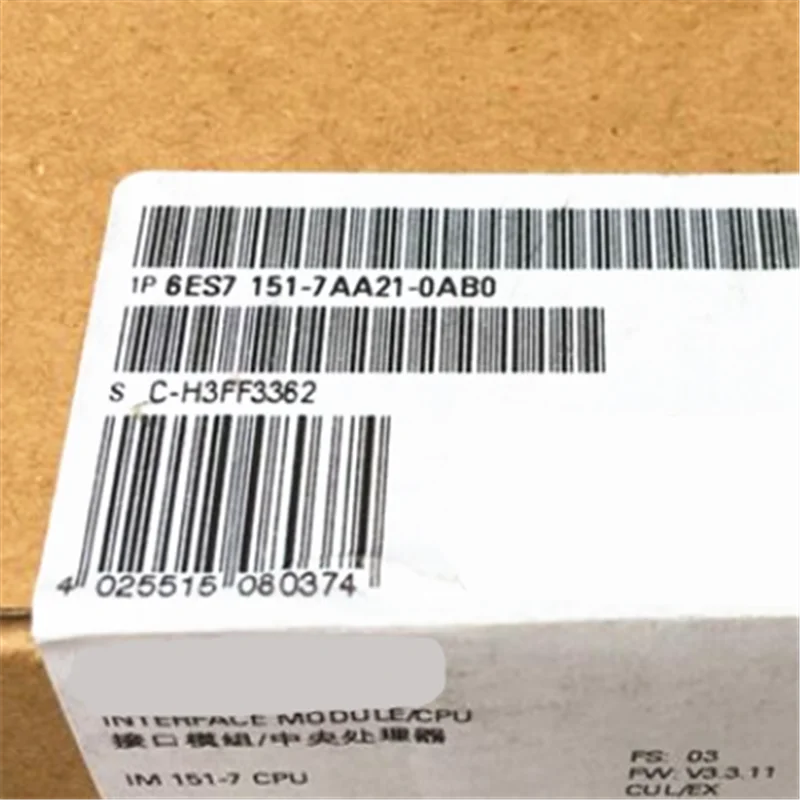 1P 6ES7 151-7AA21-0AB0
S C-H3FF3362
4 025515 080374
INTERFACE MODULE/CPU
接口模组/中央处理器
IM 151-7 CPU
FS: 03
FW: V3.3.11
CUL/EX